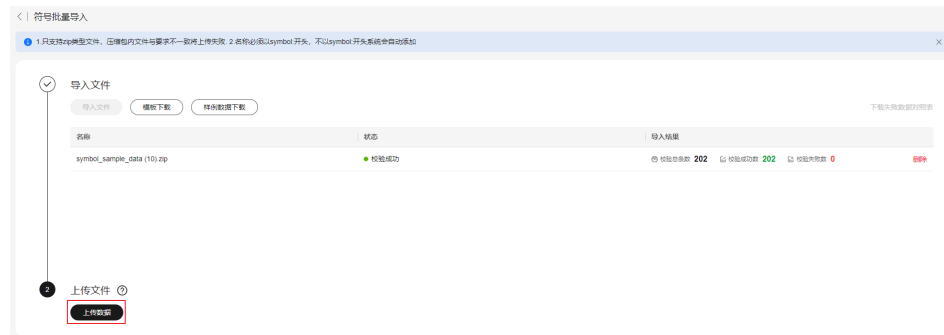 符号批量导入
1.只支持zip类型文件，压缩包内文件与要求不一致将上传失败. 2.名称必须以symbol:开头，不以symbol:开头系统会自动添加
导入文件
导入文件 模板下载 样例数据下载 下载失败数据对照表
名称 状态 导入结果
symbol_sample_data (10).zip 校验成功 校验总条数 202 校验成功数 202 校验失败数 0 删除
2 上传文件
上传数据